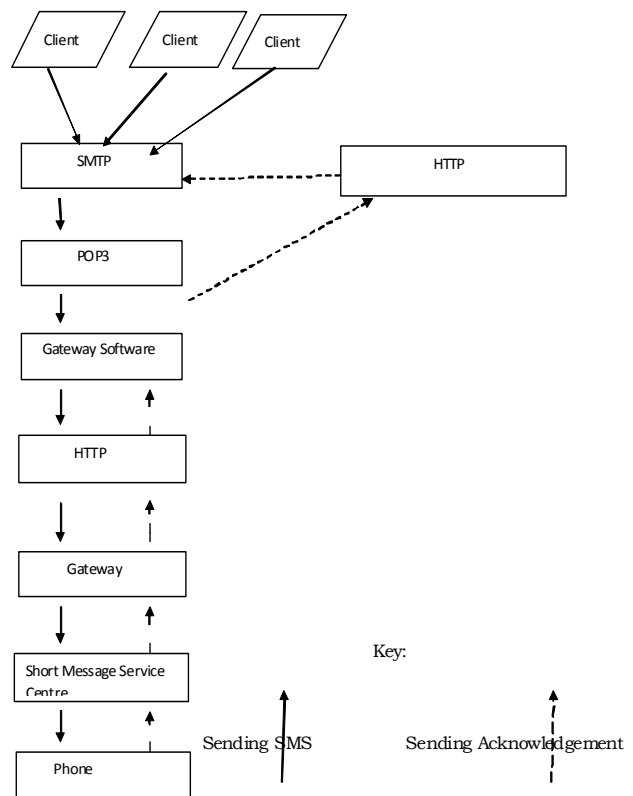 Client
Client
Client
SMTP
HTTP
POP3
Gateway Software
HTTP
Gateway
Key:
Short Message Service
Centre
Sending SMS
Sending Acknowledgement
Phone